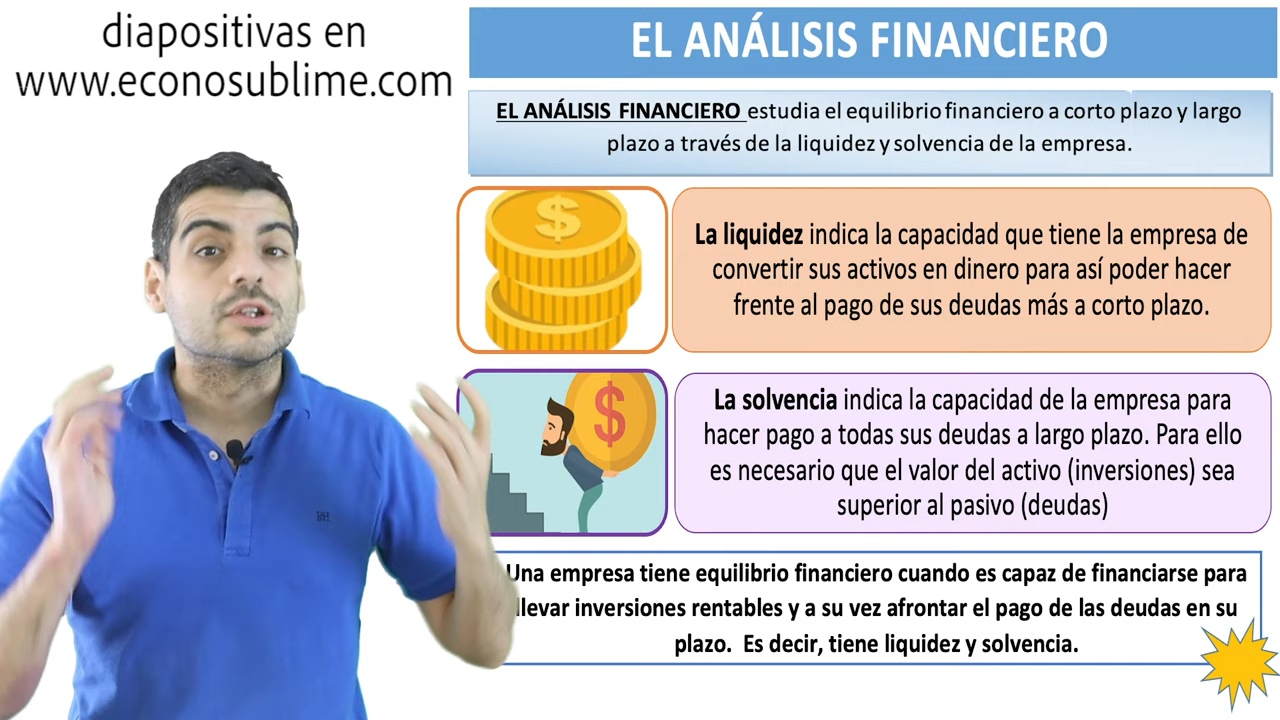 diapositivas en
www.econosublime.com
EL ANÁLISIS FINANCIERO
EL ANÁLISIS FINANCIERO estudia el equilibrio financiero a corto plazo y largo
plazo a través de la liquidez y solvencia de la empresa.
$
La liquidez indica la capacidad que tiene la empresa de
convertir sus activos en dinero para así poder hacer
frente al pago de sus deudas más a corto plazo.
$
La solvencia indica la capacidad de la empresa para
hacer pago a todas sus deudas a largo plazo. Para ello
es necesario que el valor del activo (inversiones) sea
superior al pasivo (deudas)
Una empresa tiene equilibrio financiero cuando es capaz de financiarse para
llevar inversiones rentables y a su vez afrontar el pago de las deudas en su
plazo. Es decir, tiene liquidez y solvencia.